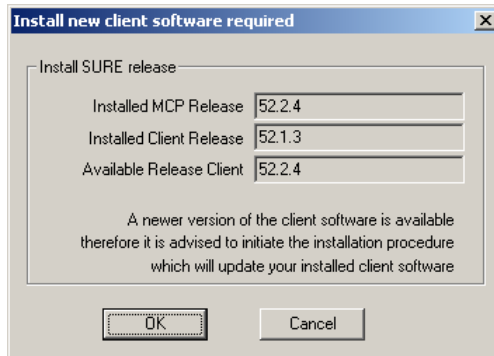 Install new client software required
Install SURE release
Installed MCP Release 52.2.4
Installed Client Release 52.1.3
Available Release Client 52.2.4
A newer version of the client software is available
therefore it is advised to initiate the installation procedure
which will update your installed client software
OK Cancel